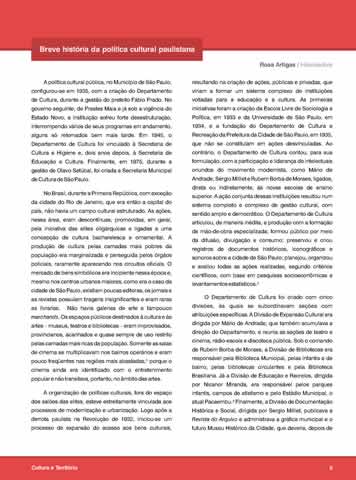 Breve história da política cultural paulistana
Rosa Artigas / Historiadora
A política cultural pública, no Município de São Paulo,
configurou-se em 1935, com a criação do Departamento
de Cultura, durante a gestão do prefeito Fábio Prado. No
governo seguinte, de Prestes Maia e já sob a vigência do
Estado Novo, a instituição sofreu forte desestruturação,
interrompendo vários de seus programas em andamento,
alguns só retomados bem mais tarde. Em 1945, o
Departamento de Cultura foi vinculado à Secretaria de
Cultura e Higiene e, dois anos depois, à Secretaria de
Educação e Cultura. Finalmente, em 1975, durante a
gestão de Olavo Setúbal, foi criada a Secretaria Municipal
de Cultura de São Paulo.
No Brasil, durante a Primeira República, com exceção
da cidade do Rio de Janeiro, que era então a capital do
país, não havia um campo cultural estruturado. As ações,
nessa área, eram descontínuas, promovidas, em geral,
pela iniciativa das elites oligárquicas e ligadas a uma
concepção de cultura bacharelesca e ornamental. A
produção de cultura pelas camadas mais pobres da
população era marginalizada e perseguida pelos órgãos
policiais, raramente aparecendo nos circuitos oficiais. O
mercado de bens simbólicos era incipiente nessa época e,
mesmo nos centros urbanos maiores, como era o caso da
cidade de São Paulo, existiam poucas editoras, os jornais e
as revistas possuíam tiragens insignificantes e eram raras
as livrarias. Não havia galerias de arte e tampouco
marchands. Os espaços públicos destinados à cultura e às
artes - museus, teatros e bibliotecas - eram improvisados,
provincianos, acanhados e quase sempre de uso restrito
pelas camadas mais ricas da população. Somente as salas
de cinema se multiplicavam nos bairros operários e eram
pouco freqüentes nas regiões mais abastadas,¹ porque o
cinema ainda era identificado com o entretenimento
popular e não transitava, portanto, no âmbito das artes.
A organização de políticas culturais, fora do espaço
dos salões das elites, esteve estreitamente vinculada aos
processos de modernização e urbanização. Logo após a
derrota paulista na Revolução de 1932, iniciou-se um
processo de expansão do acesso aos bens culturais,
resultando na criação de ações, públicas e privadas, que
viriam a formar um sistema complexo de instituições
voltadas para a educação e a cultura. As primeiras
iniciativas foram a criação da Escola Livre de Sociologia e
Política, em 1933 e da Universidade de São Paulo, em
1934, e a fundação do Departamento de Cultura e
Recreação da Prefeitura da Cidade de São Paulo, em 1935,
que não se constituíam em ações desvinculadas. Ao
contrário, o Departamento de Cultura contou, para sua
formulação, com a participação e liderança de intelectuais
oriundos do movimento modernista, como Mário de
Andrade, Sérgio Milliet e Rubem Borba de Moraes, ligados,
direta ou indiretamente, às novas escolas de ensino
superior. A ação conjunta dessas instituições resultou num
sistema completo e complexo de gestão cultural, com
sentido amplo e democrático. O Departamento de Cultura
articulou, de maneira inédita, a produção com a formação
de mão-de-obra especializada; formou público por meio
da difusão, divulgação e consumo; preservou e criou
registros de documentos históricos, iconográficos e
sonoros sobre a cidade de São Paulo; planejou, organizou
e avaliou todas as ações realizadas, segundo critérios
científicos, com base em pesquisas socioeconômicas e
levantamentos estatísticos.²
O Departamento de Cultura foi criado com cinco
divisões, às quais se subordinavam seções com
atribuições específicas. A Divisão de Expansão Cultural era
dirigida por Mário de Andrade; que também acumulava a
direção do Departamento, e reunia as seções de teatro e
cinema, rádio-escola e discoteca pública. Sob o comando
de Rubem Borba de Moraes, a Divisão de Bibliotecas era
responsável pela Biblioteca Municipal, pelas infantis e de
bairro, pelas bibliotecas circulantes e pela Biblioteca
Brasiliana. Já a Divisão de Educação e Recreios, dirigida
por Nicanor Miranda, era responsável pelos parques
infantis, campos de atletismo e pelo Estádio Municipal, o
atual Pacaembu.³ Finalmente, a Divisão de Documentação
Histórica e Social, dirigida por Sergio Milliet, publicava a
Revista do Arquivo e administrava a gráfica municipal e o
futuro Museu Histórico da Cidade, que deveria, depois de
Cultura e Território